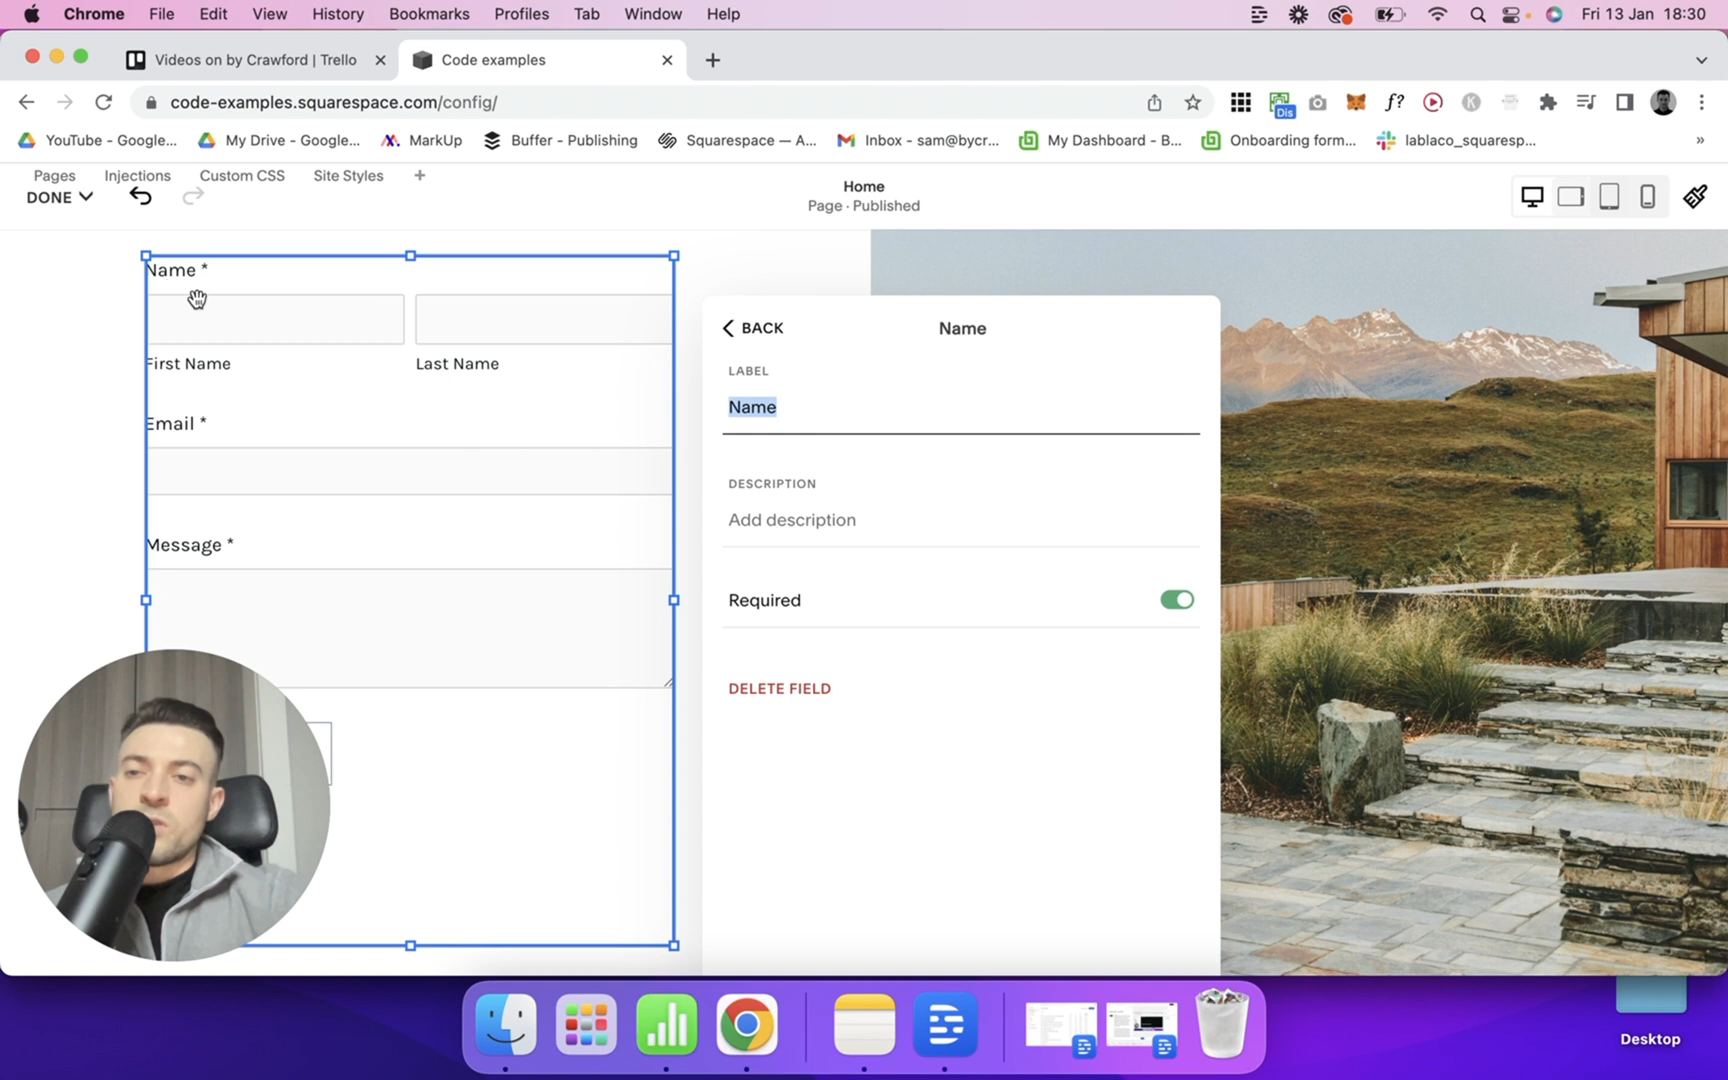 Chrome File Edit View History Bookmarks Profiles Tab Window Help Fri 13 Jan 18:30
Videos on by Crawford | Trello Code examples
code-examples.squarespace.com/config/ Dis f? K
YouTube - Google... My Drive - Google... MarkUp Buffer - Publishing Squarespace — A... Inbox - sam@bycr... My Dashboard - B... Onboarding form... lablaco_squaresp... »
Pages Injections Custom CSS Site Styles +
DONE
Home
Page · Published
Name *
First Name Last Name
Email *
Message *
BACK Name
LABEL
Name
DESCRIPTION
Add description
Required
DELETE FIELD
Desktop